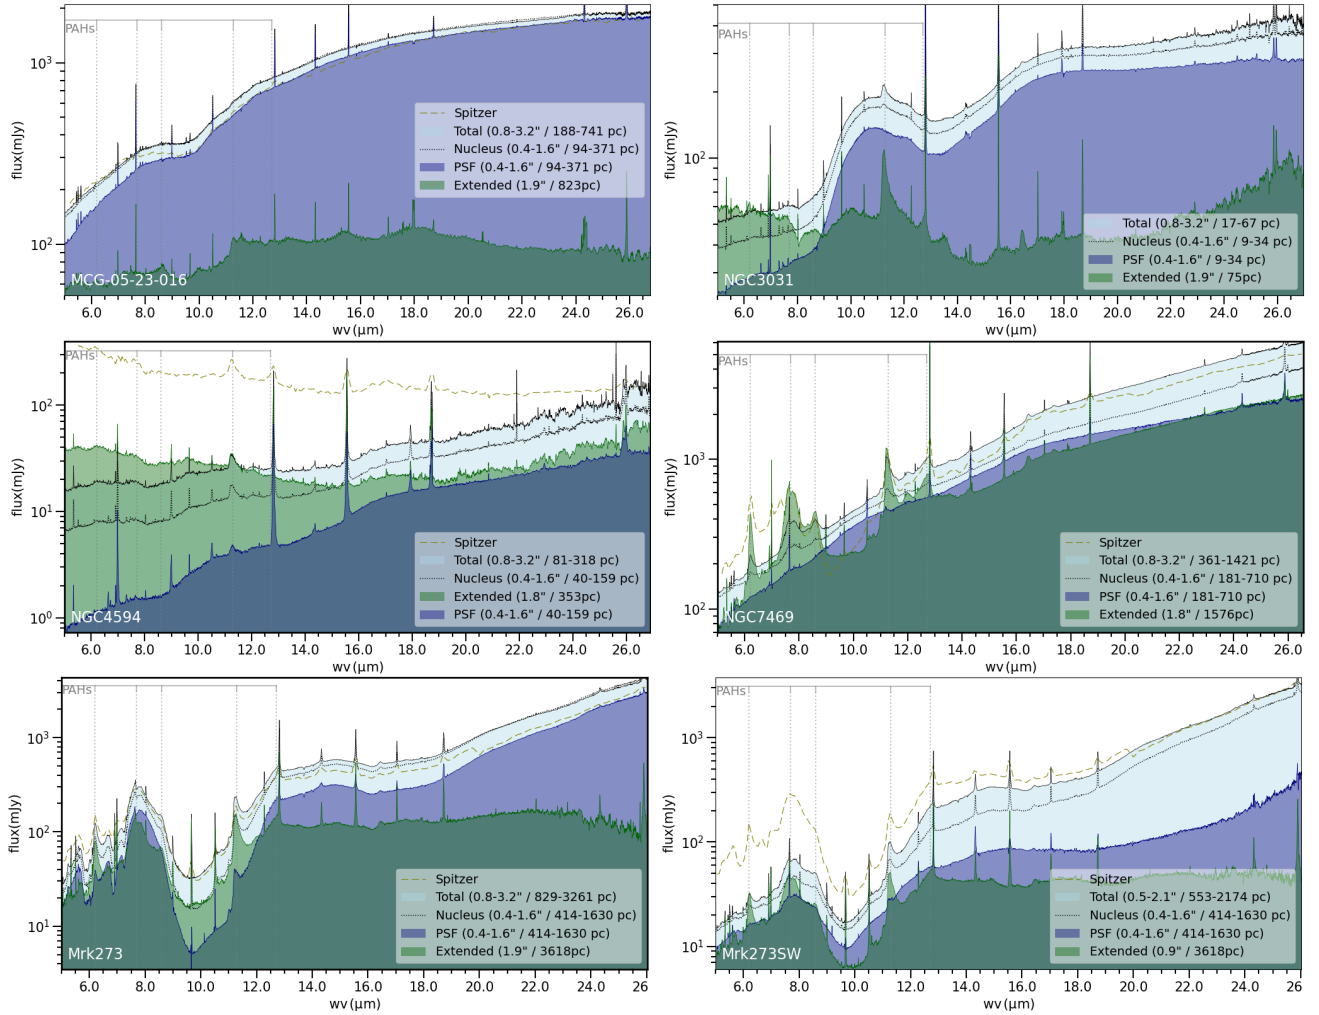 PAHs
flux(mJy)
10³
10²
Spitzer
Total (0.8-3.2" / 188-741 pc)
Nucleus (0.4-1.6" / 94-371 pc)
PSF (0.4-1.6" / 94-371 pc)
Extended (1.9" / 823pc)
MCG-05-23-016
6.0 8.0 10.0 12.0 14.0 16.0 18.0 20.0 22.0 24.0 26.0
wv (μm)
PAHs
flux(mJy)
10²
Total (0.8-3.2" / 17-67 pc)
Nucleus (0.4-1.6" / 9-34 pc)
PSF (0.4-1.6" / 9-34 pc)
Extended (1.9" / 75pc)
NGC3031
6.0 8.0 10.0 12.0 14.0 16.0 18.0 20.0 22.0 24.0 26.0
wv (μm)
PAHs
flux(mJy)
10²
10¹
10⁰
Spitzer
Total (0.8-3.2" / 81-318 pc)
Nucleus (0.4-1.6" / 40-159 pc)
Extended (1.8" / 353pc)
PSF (0.4-1.6" / 40-159 pc)
NGC4594
6.0 8.0 10.0 12.0 14.0 16.0 18.0 20.0 22.0 24.0 26.0
wv (μm)
PAHs
flux(mJy)
10³
10²
Spitzer
Total (0.8-3.2" / 361-1421 pc)
Nucleus (0.4-1.6" / 181-710 pc)
PSF (0.4-1.6" / 181-710 pc)
Extended (1.8" / 1576pc)
NGC7469
6.0 8.0 10.0 12.0 14.0 16.0 18.0 20.0 22.0 24.0 26.0
wv (μm)
PAHs
flux(mJy)
10³
10²
10¹
Spitzer
Total (0.8-3.2" / 829-3261 pc)
Nucleus (0.4-1.6" / 414-1630 pc)
PSF (0.4-1.6" / 414-1630 pc)
Extended (1.9" / 3618pc)
Mrk273
6.0 8.0 10.0 12.0 14.0 16.0 18.0 20.0 22.0 24.0 26.0
wv (μm)
PAHs
flux(mJy)
10³
10²
10¹
Spitzer
Total (0.5-2.1" / 553-2174 pc)
Nucleus (0.4-1.6" / 414-1630 pc)
PSF (0.4-1.6" / 414-1630 pc)
Extended (0.9" / 3618pc)
Mrk273SW
6.0 8.0 10.0 12.0 14.0 16.0 18.0 20.0 22.0 24.0 26.0
wv (μm)